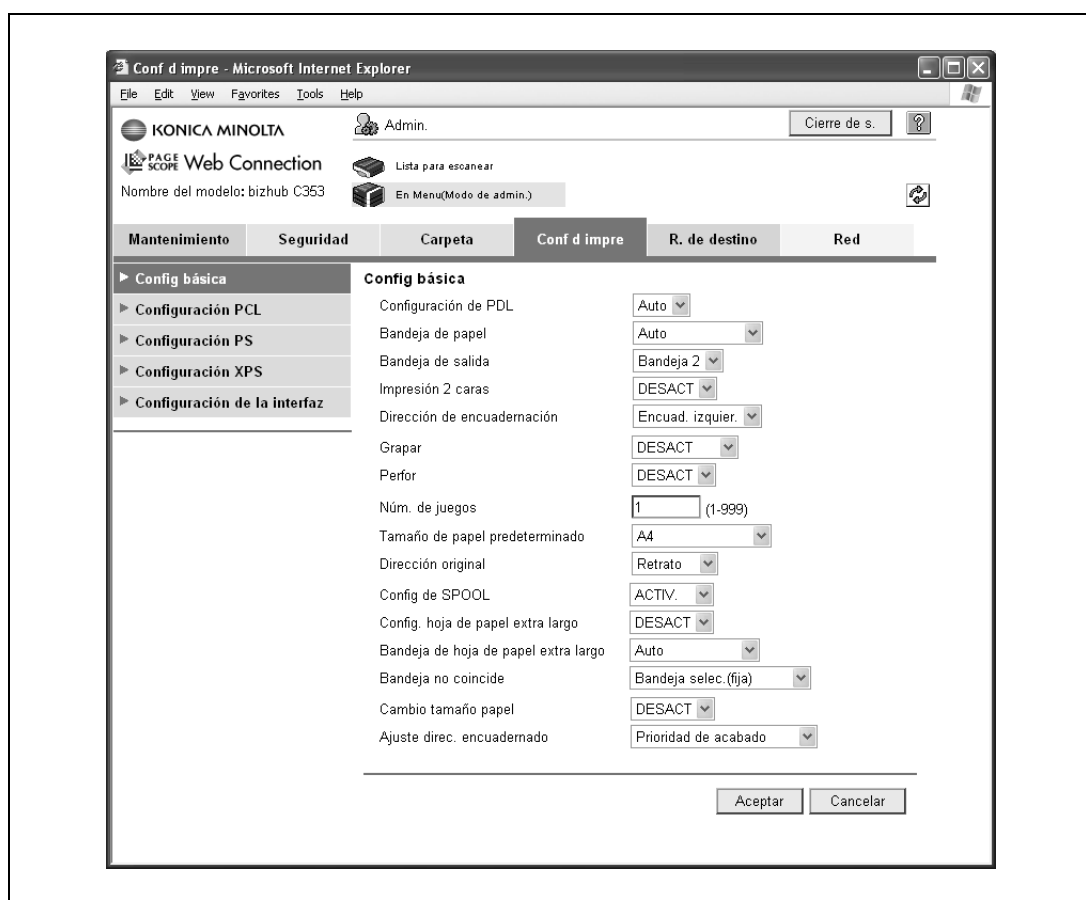 Conf d impre - Microsoft Internet Explorer
File Edit View Favorites Tools Help
KONICA MINOLTA
Admin.
Cierre de s.
?
PAGE SCOPE Web Connection
Lista para escanear
Nombre del modelo: bizhub C353
En Menu(Modo de admin.)
Mantenimiento Seguridad Carpeta Conf d impre R. de destino Red
Config básica
Configuración PCL
Configuración PS
Configuración XPS
Configuración de la interfaz
Config básica
Configuración de PDL Auto
Bandeja de papel Auto
Bandeja de salida Bandeja 2
Impresión 2 caras DESACT
Dirección de encuadernación Encuad. izquier.
Grapar DESACT
Perfor DESACT
Núm. de juegos 1 (1-999)
Tamaño de papel predeterminado A4
Dirección original Retrato
Config de SPOOL ACTIV.
Config. hoja de papel extra largo DESACT
Bandeja de hoja de papel extra largo Auto
Bandeja no coincide Bandeja selec.(fija)
Cambio tamaño papel DESACT
Ajuste direc. encuadernado Prioridad de acabado
Aceptar Cancelar